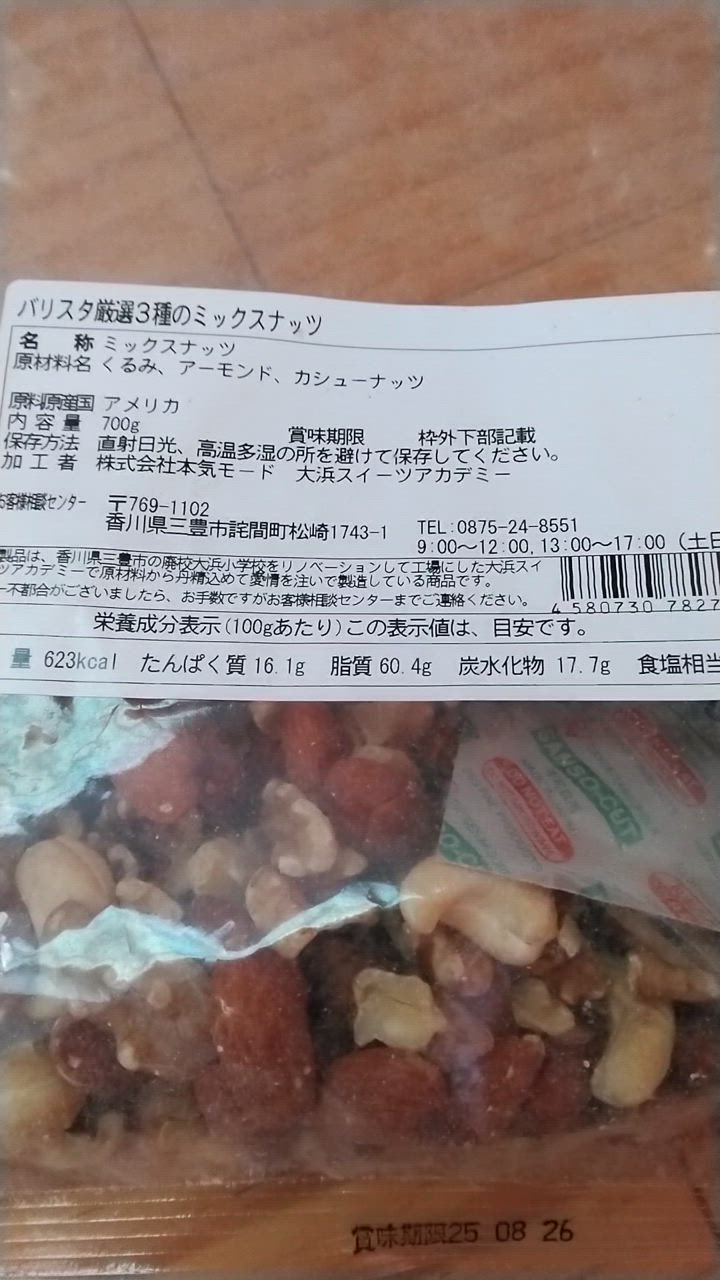 バリスタ厳選3種のミックスナッツ
名 称 ミックスナッツ
原材料名 くるみ、アーモンド、カシューナッツ
原料原産国 アメリカ
内 容 量 700g 賞味期限 枠外下部記載
保存方法 直射日光、高温多湿の所を避けて保存してください。
加 工 者 株式会社本気モード 大浜スイーツアカデミー
お客様相談センター 〒769-1102
香川県三豊市詫間町松崎1743-1 TEL:0875-24-8551
9:00〜12:00,13:00〜17:00 (土日
製品は、香川県三豊市の廃校大浜小学校をリノベーションして工場にした大浜スイ
ツアカデミーで原材料から丹精込めて愛情を注いで製造している商品です。
一不都合がございましたら、お手数ですがお客様相談センターまでご連絡ください。
4 580730 7827
栄養成分表示(100gあたり)この表示値は、目安です。
量 623kcal たんぱく質 16.1g 脂質 60.4g 炭水化物 17.7g 食塩相当
SANSO-CUT
DO NOT EAT
賞味期限25 08 26